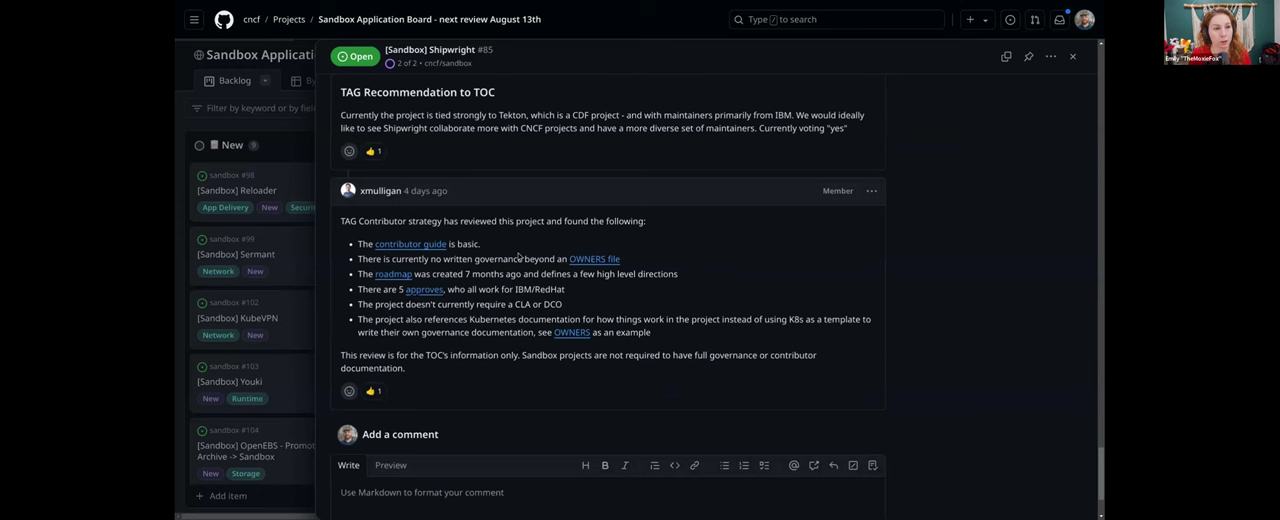 cncf / Projects / Sandbox Application Board - next review August 13th
Type / to search
Sandbox Applicati
[Sandbox] Shipwright #85
Open
2 of 2 • cncf/sandbox
Backlog
By
Filter by keyword or by fiel
New 9
sandbox #98
[Sandbox] Reloader
App Delivery New Securi
sandbox #99
[Sandbox] Sermant
Network New
sandbox #102
[Sandbox] KubeVPN
Network New
sandbox #103
[Sandbox] Youki
New Runtime
sandbox #104
[Sandbox] OpenEBS - Promot
Archive -> Sandbox
New Storage
+ Add item
TAG Recommendation to TOC
Currently the project is tied strongly to Tekton, which is a CDF project - and with maintainers primarily from IBM. We would ideally
like to see Shipwright collaborate more with CNCF projects and have a more diverse set of maintainers. Currently voting "yes"
1
xmulligan 4 days ago
Member
TAG Contributor strategy has reviewed this project and found the following:
• The contributor guide is basic.
• There is currently no written governance beyond an OWNERS file
• The roadmap was created 7 months ago and defines a few high level directions
• There are 5 approves, who all work for IBM/RedHat
• The project doesn't currently require a CLA or DCO
• The project also references Kubernetes documentation for how things work in the project instead of using K8s as a template to
write their own governance documentation, see OWNERS as an example
This review is for the TOC's information only. Sandbox projects are not required to have full governance or contributor
documentation.
1
Add a comment
Write Preview
H B I
Use Markdown to format your comment
Emily "TheMoxieFox"